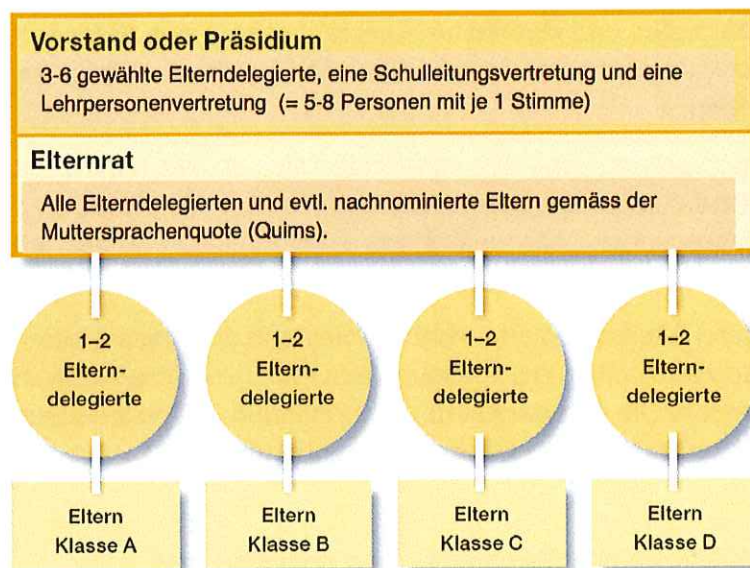 Vorstand oder Präsidium
3-6 gewählte Elterndelegierte, eine Schulleitungsvertretung und eine
Lehrpersonenvertretung (= 5-8 Personen mit je 1 Stimme)
Elternrat
Alle Elterndelegierten und evtl. nachnominierte Eltern gemäss der
Muttersprachenquote (Quims).
1–2
Eltern-
delegierte
1–2
Eltern-
delegierte
1–2
Eltern-
delegierte
1–2
Eltern-
delegierte
Eltern
Klasse A
Eltern
Klasse B
Eltern
Klasse C
Eltern
Klasse D